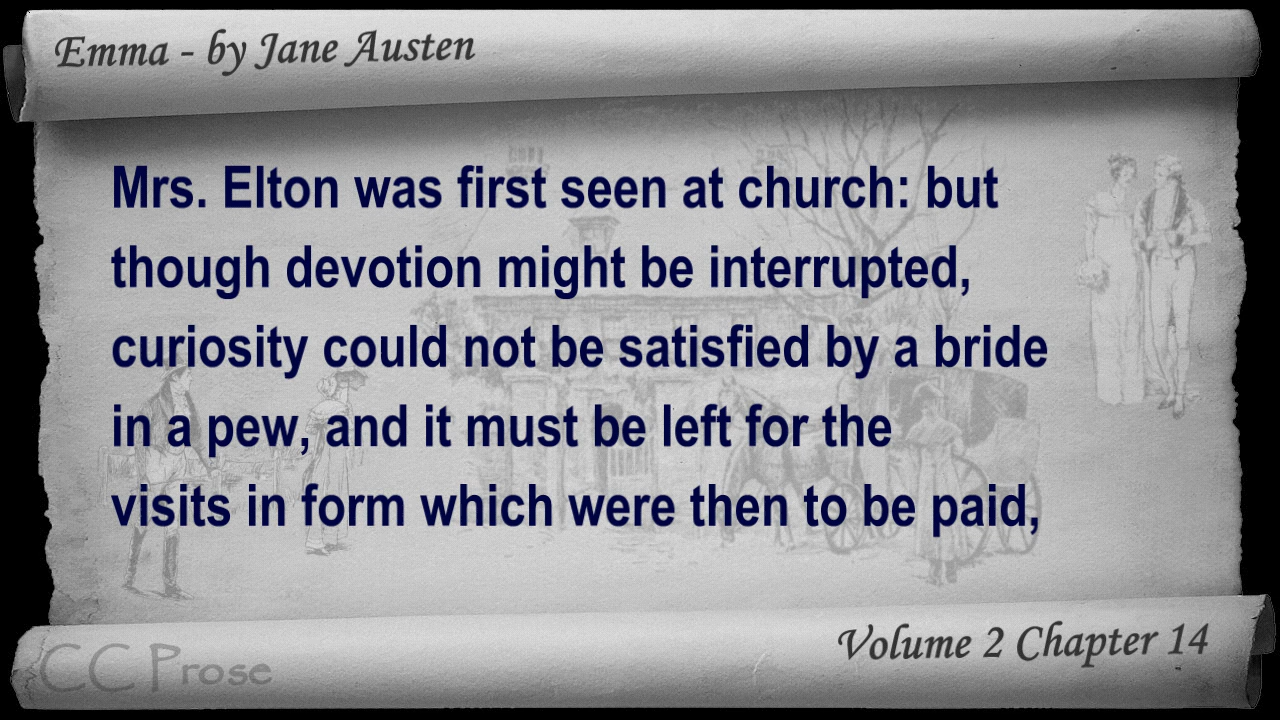 Emma - by Jane Austen
Mrs. Elton was first seen at church: but
though devotion might be interrupted,
curiosity could not be satisfied by a bride
in a pew, and it must be left for the
visits in form which were then to be paid,
Volume 2 Chapter 14
CC Prose